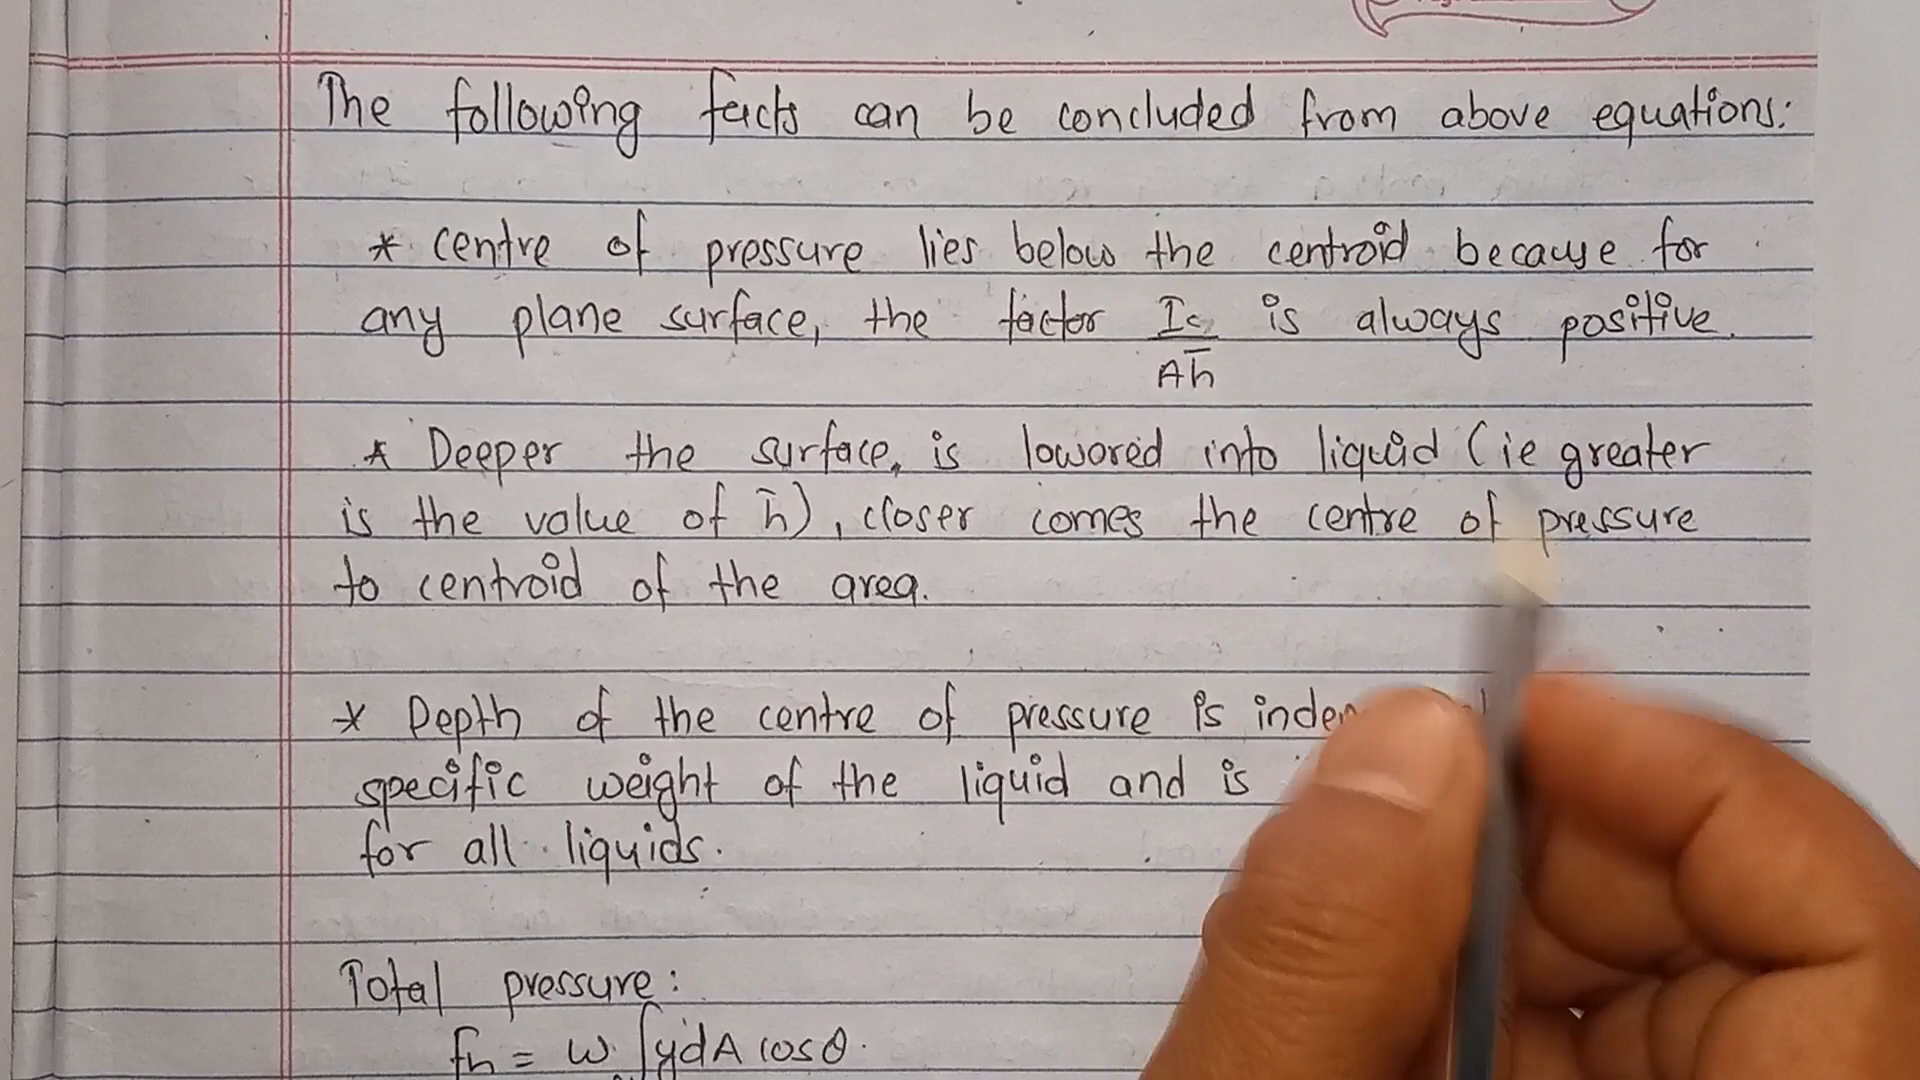 The following facts can be concluded from above equations:
* centre of pressure lies below the centroid because for
any plane surface, the factor Ic is always positive.
Ah̄
* Deeper the surface, is lowored into liquid (ie greater
is the value of h̄), closer comes the centre of pressure
to centroid of the area.
* Depth of the centre of pressure is
specific weight of the liquid and is
for all liquids.
Total pressure:
Fh = w ∫ydA cosθ.